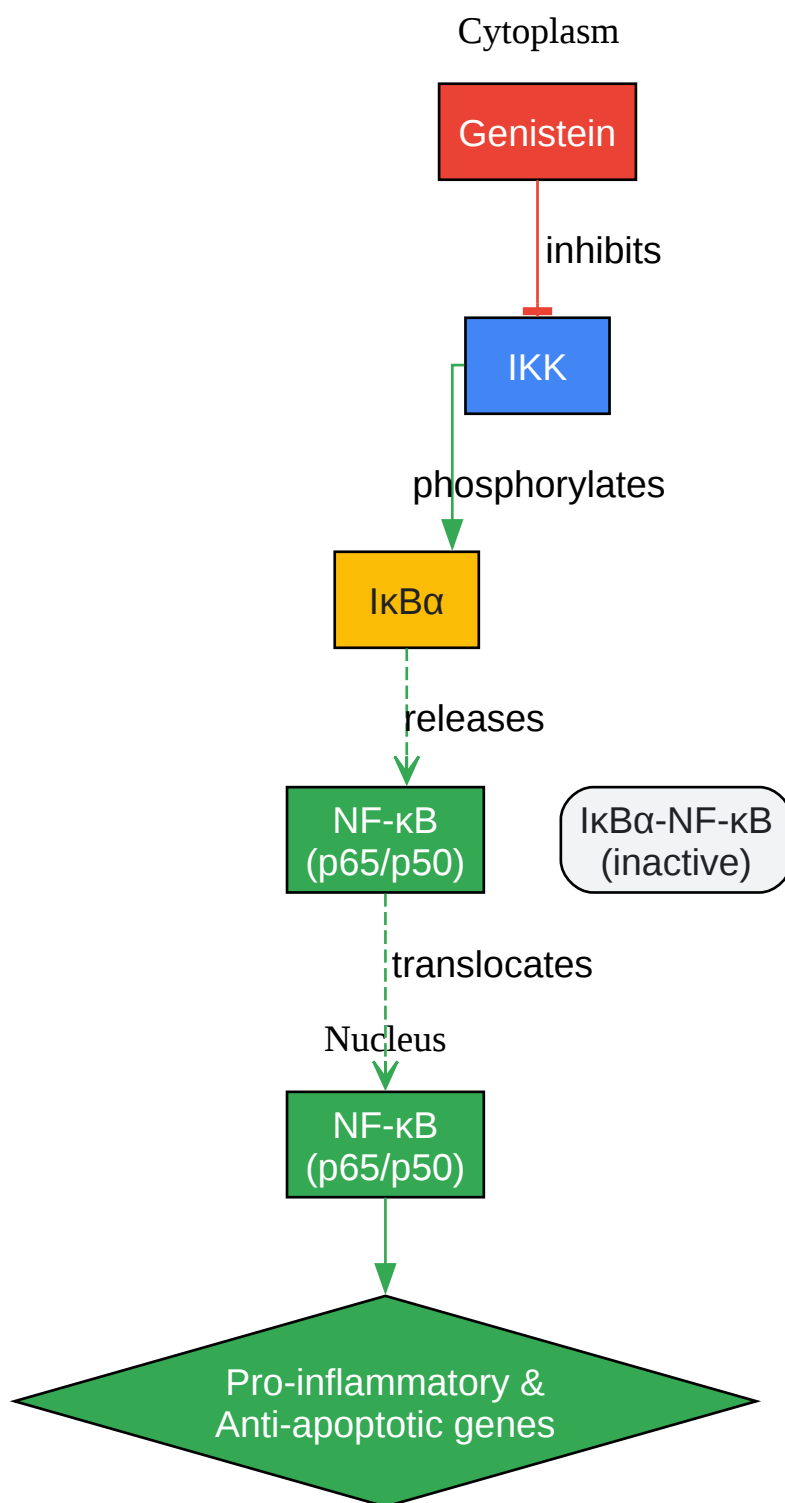 Cytoplasm
Genistein
inhibits
IKK
phosphorylates
IκBα
releases
NF-κB
(p65/p50)
IκBα-NF-κB
(inactive)
translocates
Nucleus
NF-κB
(p65/p50)
Pro-inflammatory &
Anti-apoptotic genes